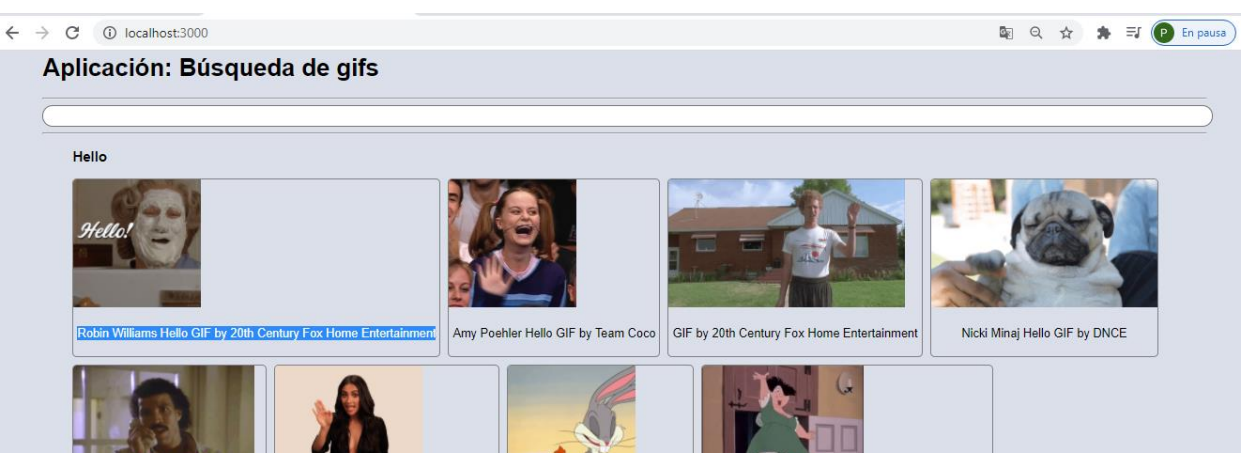 localhost:3000
P En pausa
Aplicación: Búsqueda de gifs
Hello
Hello!
Robin Williams Hello GIF by 20th Century Fox Home Entertainment
Amy Poehler Hello GIF by Team Coco
GIF by 20th Century Fox Home Entertainment
Nicki Minaj Hello GIF by DNCE